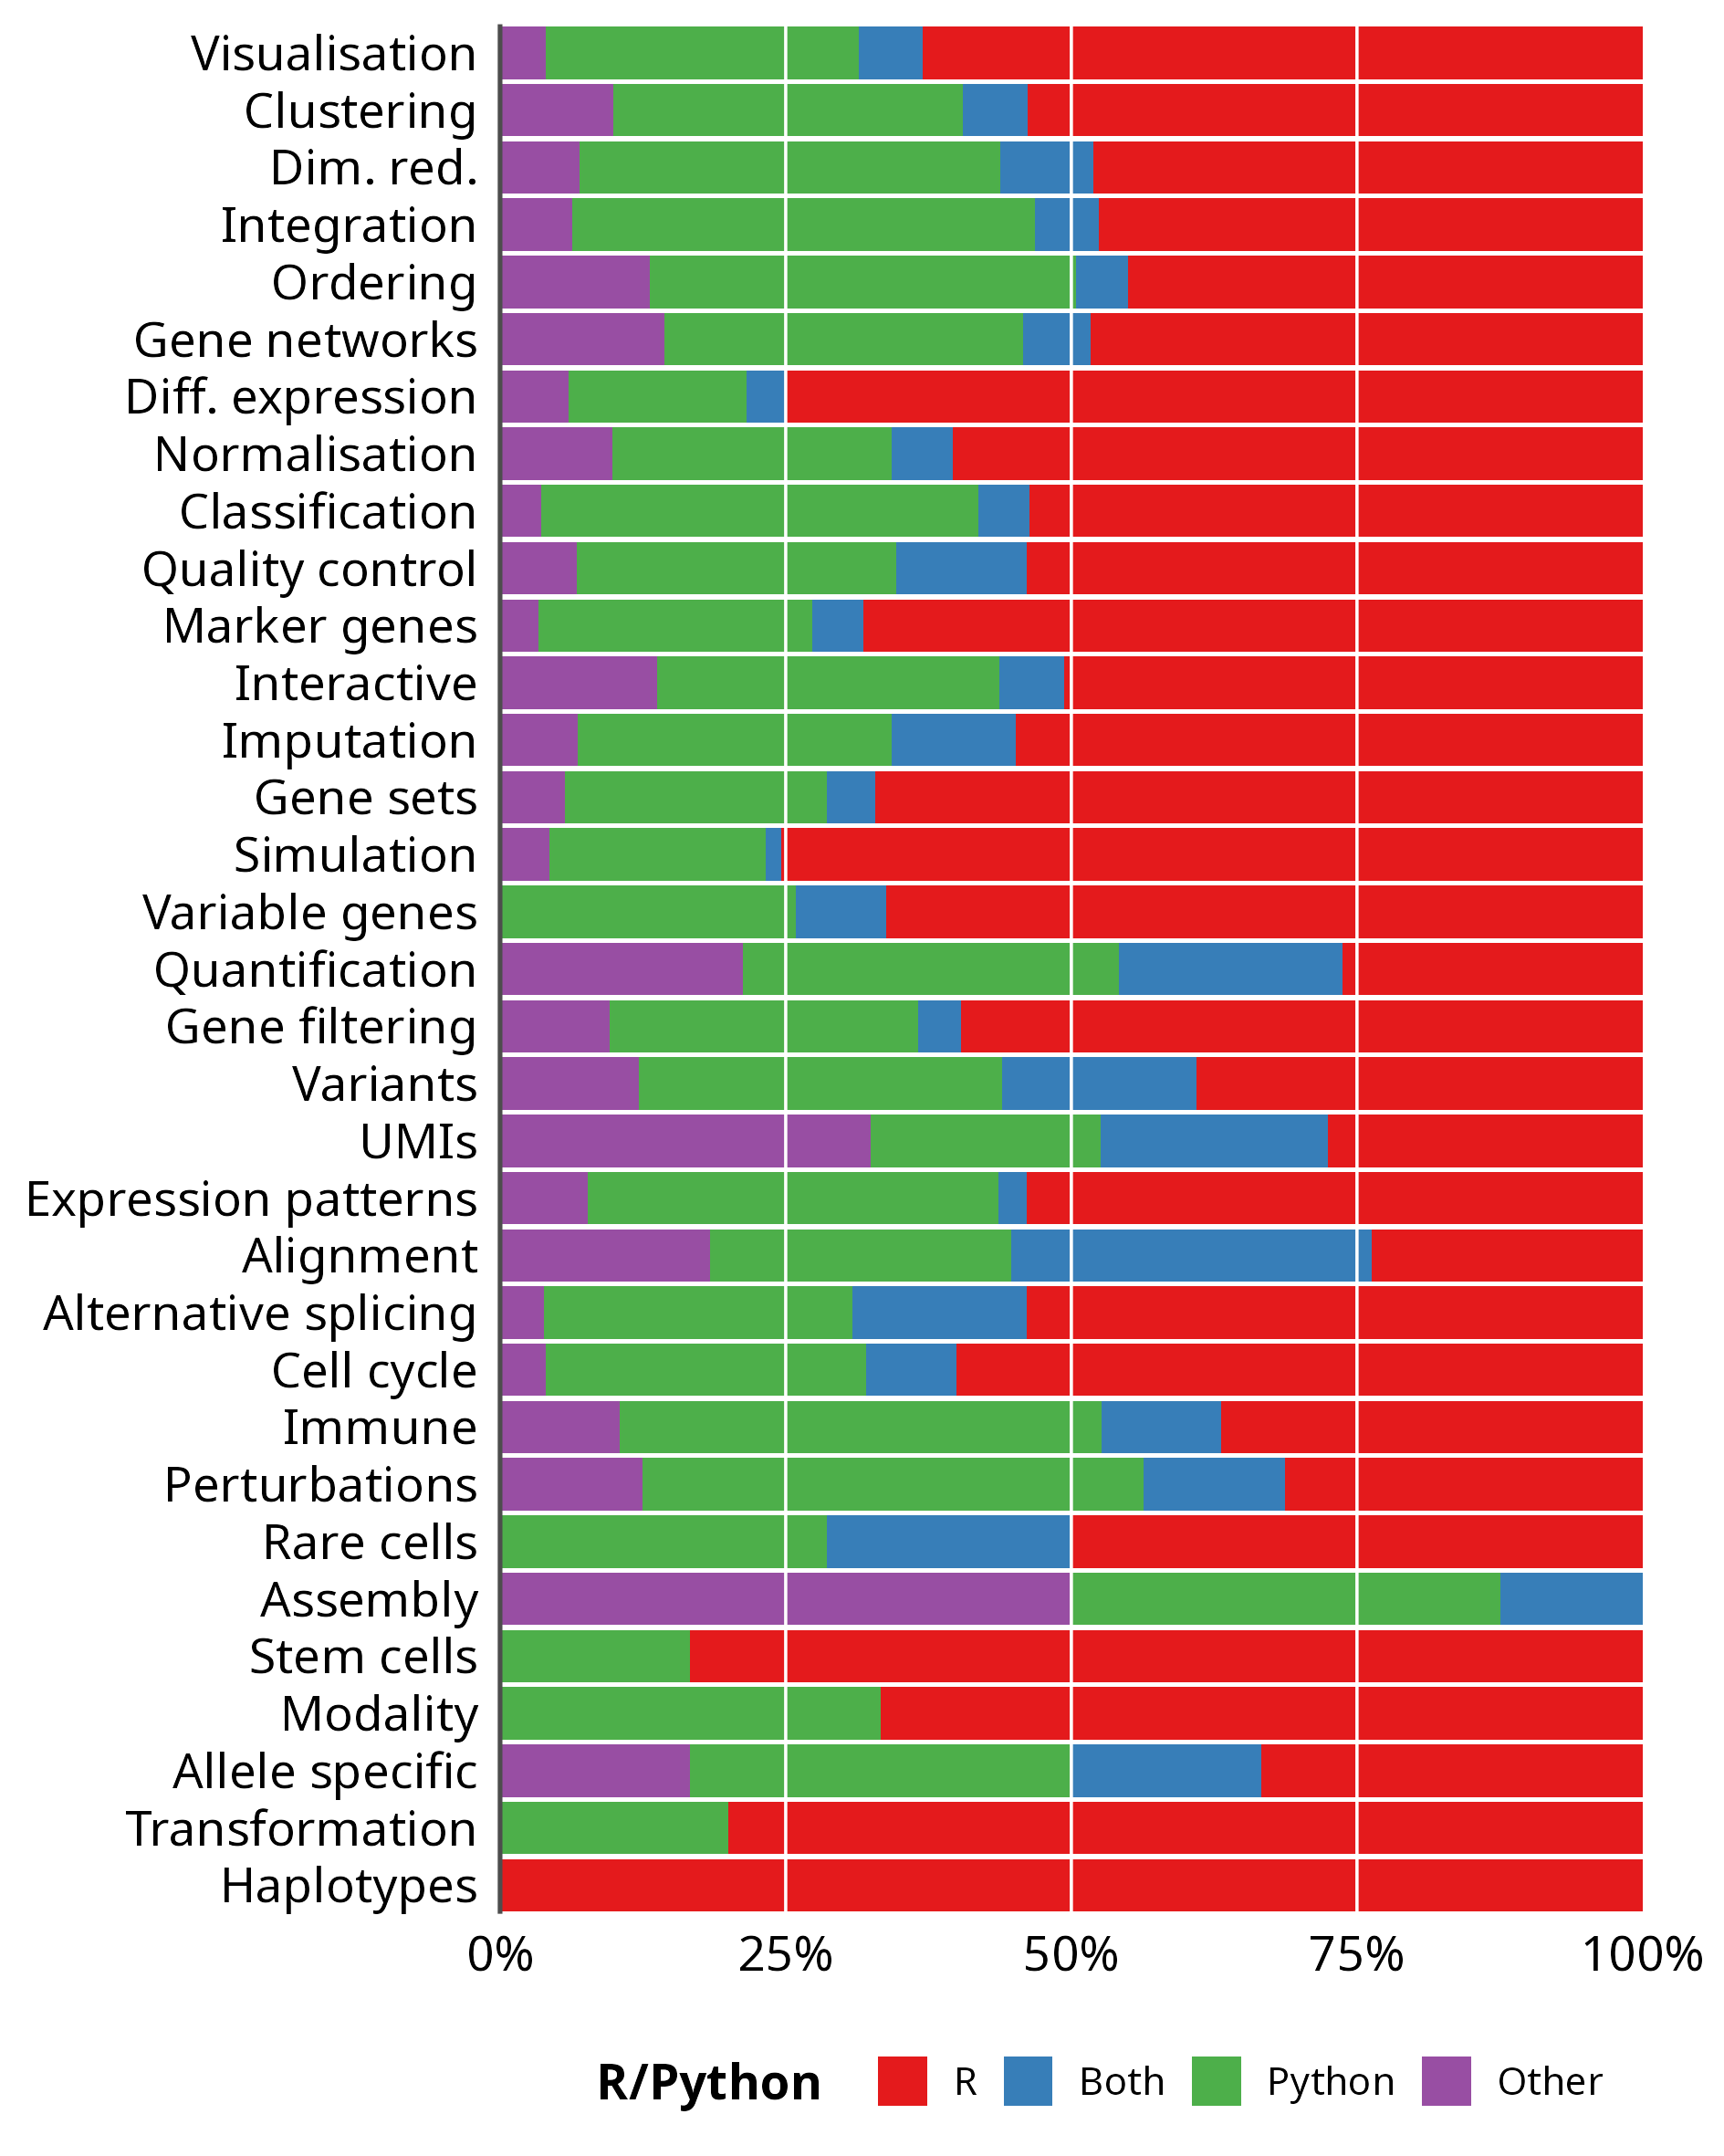 Visualisation
Clustering
Dim. red.
Integration
Ordering
Gene networks
Diff. expression
Normalisation
Classification
Quality control
Marker genes
Interactive
Imputation
Gene sets
Simulation
Variable genes
Quantification
Gene filtering
Variants
UMIs
Expression patterns
Alignment
Alternative splicing
Cell cycle
Immune
Perturbations
Rare cells
Assembly
Stem cells
Modality
Allele specific
Transformation
Haplotypes
0% 25% 50% 75% 100%
R/Python R Both Python Other